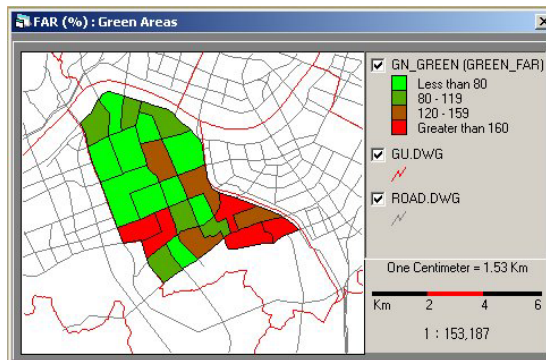 FAR (%) : Green Areas
GN_GREEN (GREEN_FAR)
Less than 80
80 - 119
120 - 159
Greater than 160
GU.DWG
ROAD.DWG
One Centimeter = 1.53 Km
Km 2 4 6
1 : 153,187